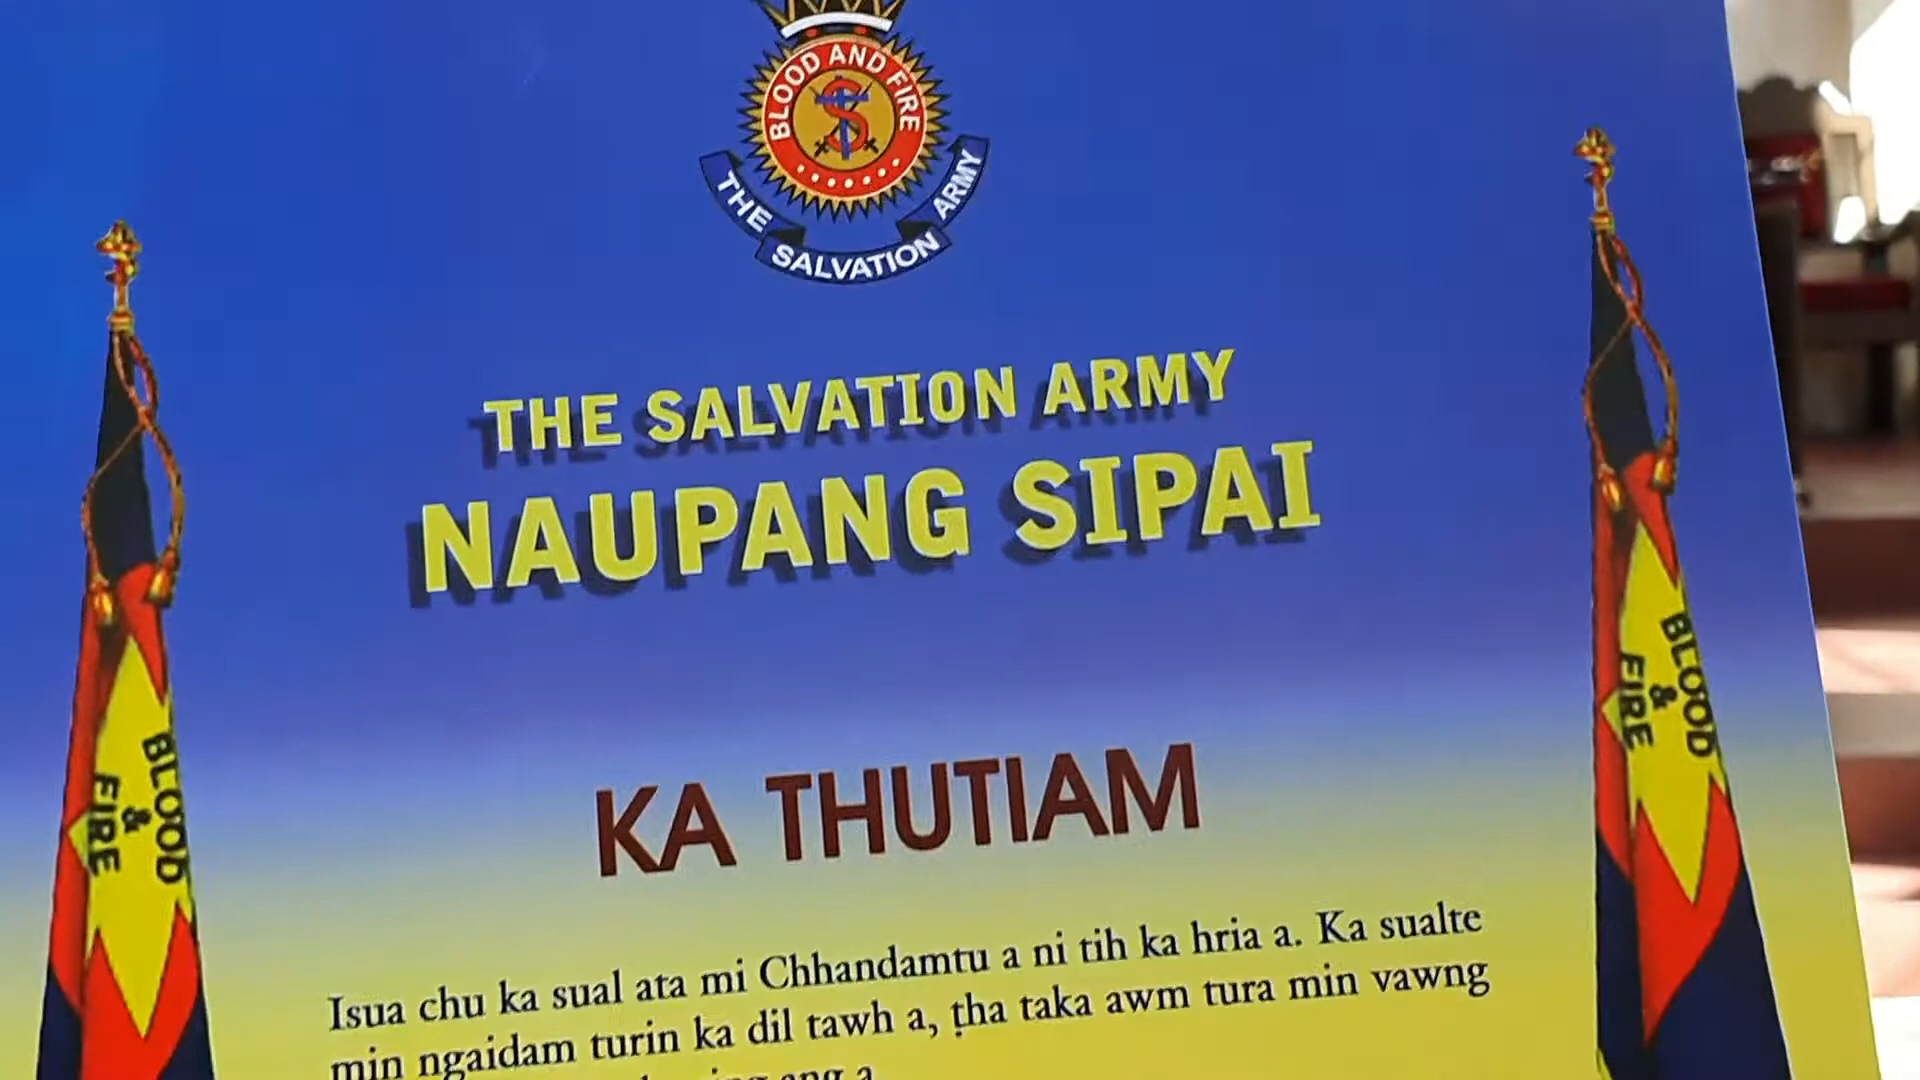 BLOOD AND FIRE
THE SALVATION ARMY
THE SALVATION ARMY
NAUPANG SIPAI
BLOOD
&
FIRE
BLOOD
&
FIRE
KA THUTIAM
Isua chu ka sual ata mi Chhandamtu a ni tih ka hria a. Ka sualte
min ngaidam turin ka dil tawh a, ṭha taka awm tura min vawng
ang a